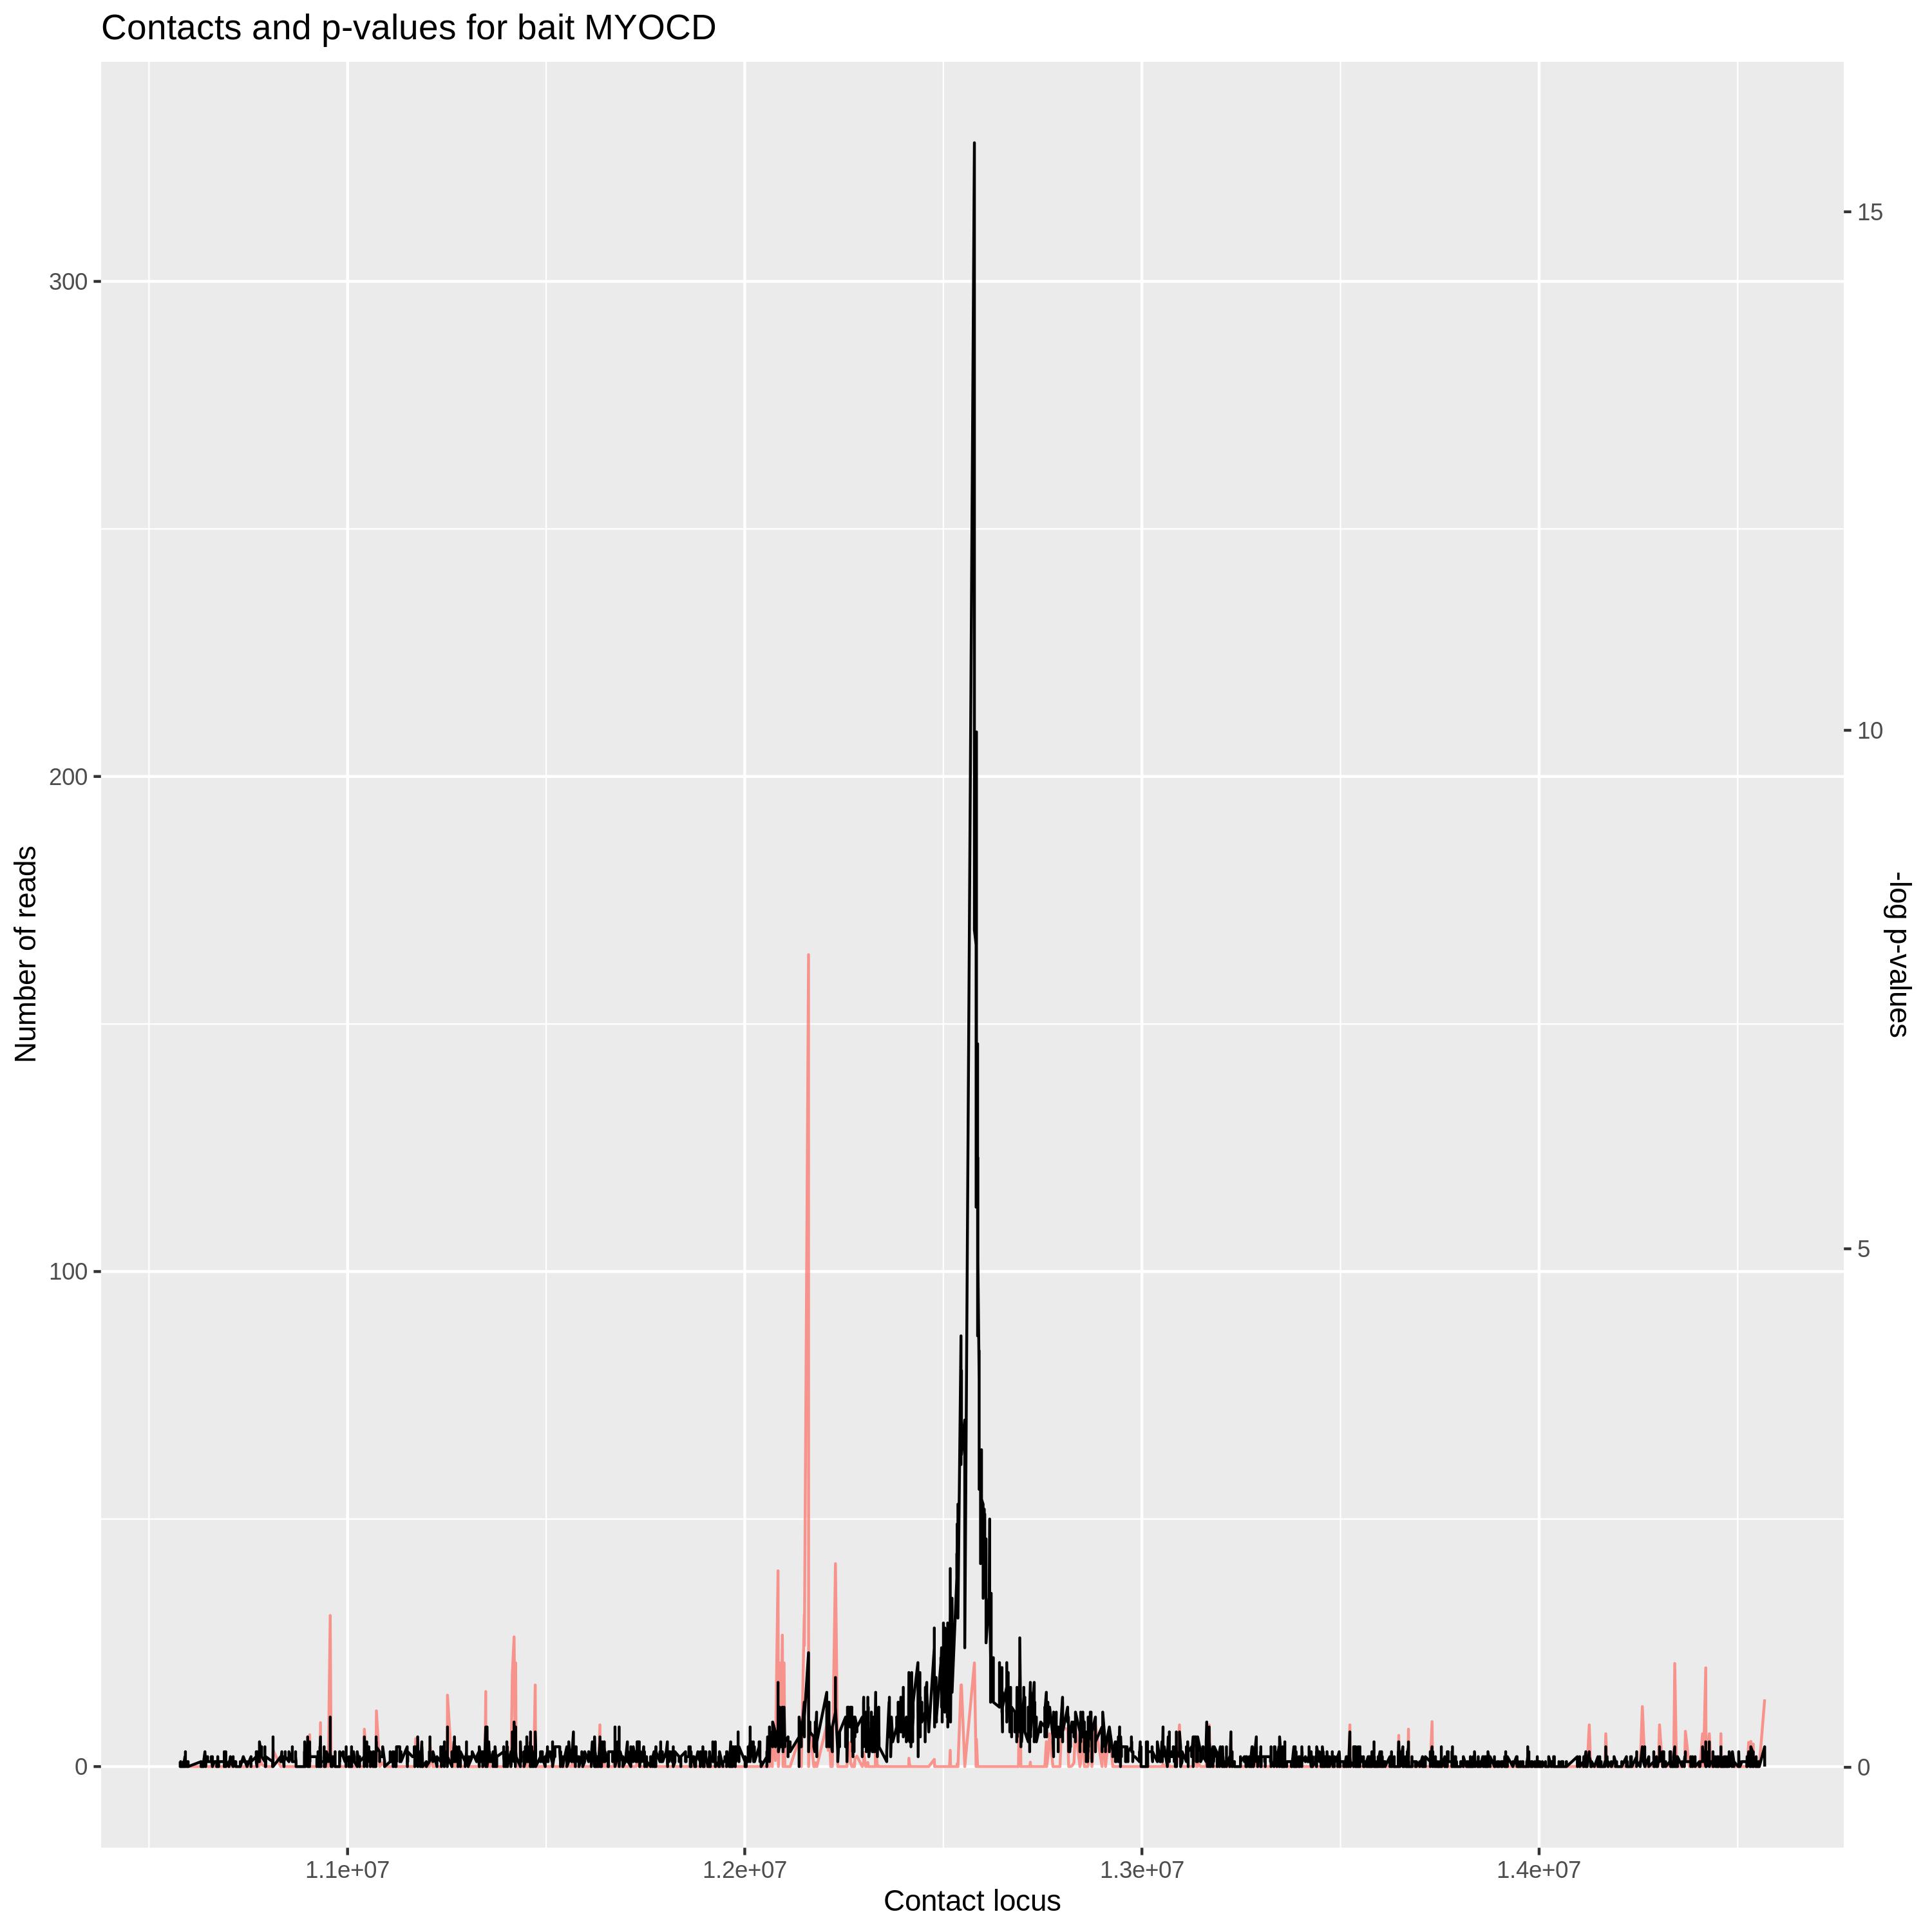 Contacts and p-values for bait MYOCD
300
200
100
0
Number of reads
15
10
5
0
-log p-values
1.1e+07
1.2e+07
1.3e+07
1.4e+07
Contact locus